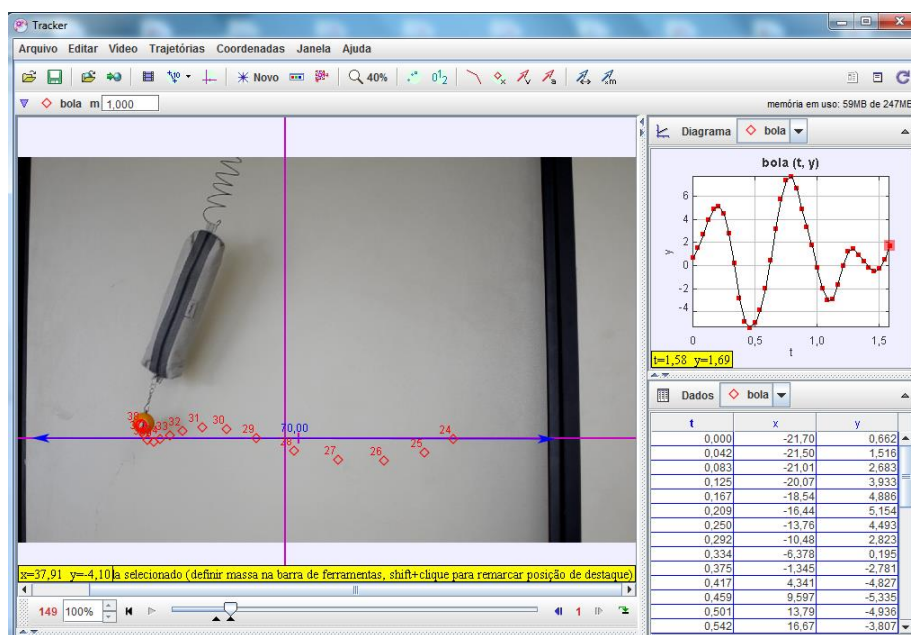 Tracker
Arquivo Editar Video Trajetórias Coordenadas Janela Ajuda
Novo 40%
bola m 1,000
memória em uso: 59MB de 247ME
Diagrama bola
bola (t, y)
6
4
2
0
-2
-4
y
0 0,5 1,0 1,5
t
t=1,58 y=1,69
33 32 31 30 29 28 27 26 25 24
70,00
x=37,91 y=-4,10 a selecionado (definir massa na barra de ferramentas, shift+clique para remarcar posição de destaque)
149 100% 1
Dados bola
t x y
0,000 -21,70 0,662
0,042 -21,50 1,516
0,083 -21,01 2,683
0,125 -20,07 3,933
0,167 -18,54 4,886
0,209 -16,44 5,154
0,250 -13,76 4,493
0,292 -10,48 2,823
0,334 -6,378 0,195
0,375 -1,345 -2,781
0,417 4,341 -4,827
0,459 9,597 -5,335
0,501 13,79 -4,936
0,542 16,67 -3,807